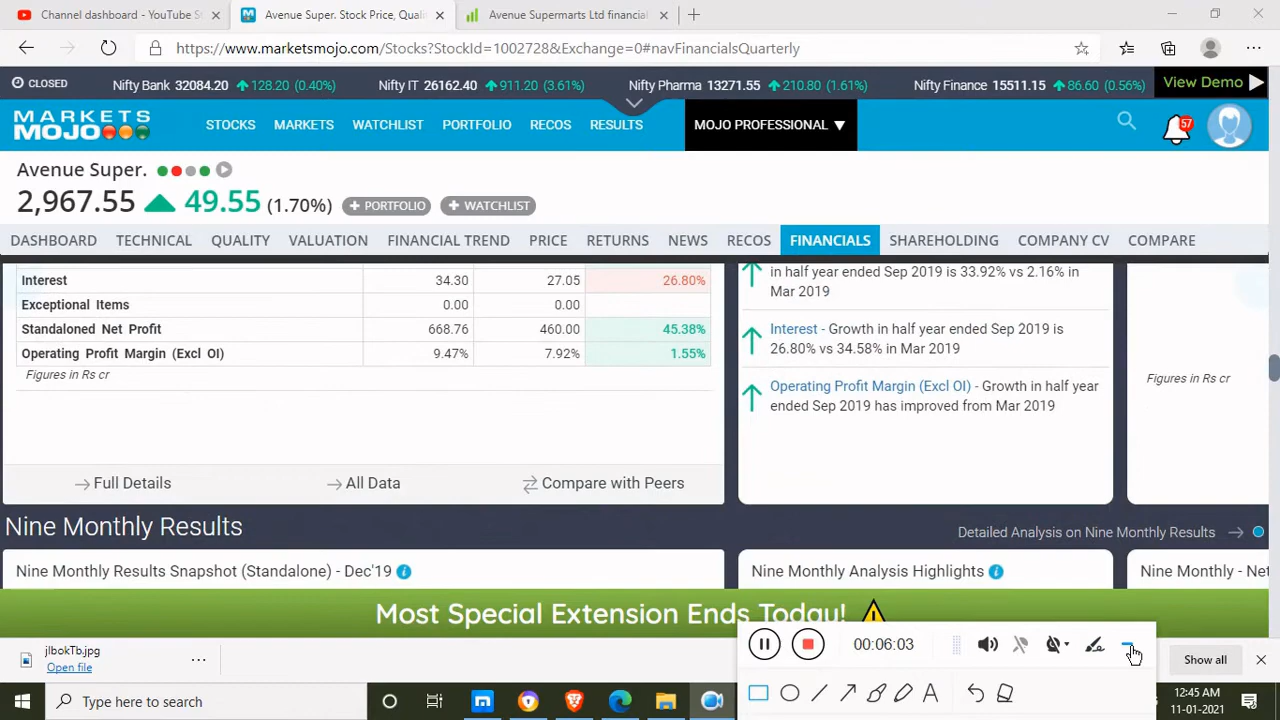 Channel dashboard - YouTube S
Avenue Super. Stock Price, Quali
Avenue Supermarts Ltd financial
https://www.marketsmojo.com/Stocks?StockId=1002728&Exchange=0#navFinancialsQuarterly
CLOSED
Nifty Bank 32084.20 128.20 (0.40%)
Nifty IT 26162.40 911.20 (3.61%)
Nifty Pharma 13271.55 210.80 (1.61%)
Nifty Finance 15511.15 86.60 (0.56%)
View Demo
MARKETS
MOJO
STOCKS MARKETS WATCHLIST PORTFOLIO RECOS RESULTS
MOJO PROFESSIONAL
57
Avenue Super.
2,967.55 49.55 (1.70%)
+ PORTFOLIO
+ WATCHLIST
DASHBOARD TECHNICAL QUALITY VALUATION FINANCIAL TREND PRICE RETURNS NEWS RECOS FINANCIALS SHAREHOLDING COMPANY CV COMPARE
Interest 34.30 27.05 26.80%
Exceptional Items 0.00 0.00
Standaloned Net Profit 668.76 460.00 45.38%
Operating Profit Margin (Excl OI) 9.47% 7.92% 1.55%
Figures in Rs cr
Full Details
All Data
Compare with Peers
in half year ended Sep 2019 is 33.92% vs 2.16% in
Mar 2019
Interest - Growth in half year ended Sep 2019 is
26.80% vs 34.58% in Mar 2019
Operating Profit Margin (Excl OI) - Growth in half year
ended Sep 2019 has improved from Mar 2019
Figures in Rs cr
Nine Monthly Results
Detailed Analysis on Nine Monthly Results
Nine Monthly Results Snapshot (Standalone) - Dec'19
Nine Monthly Analysis Highlights
Nine Monthly - Net
Most Special Extension Ends Today!
00:06:03
jlbokTb.jpg
Open file
Show all
Type here to search
12:45 AM
11-01-2021